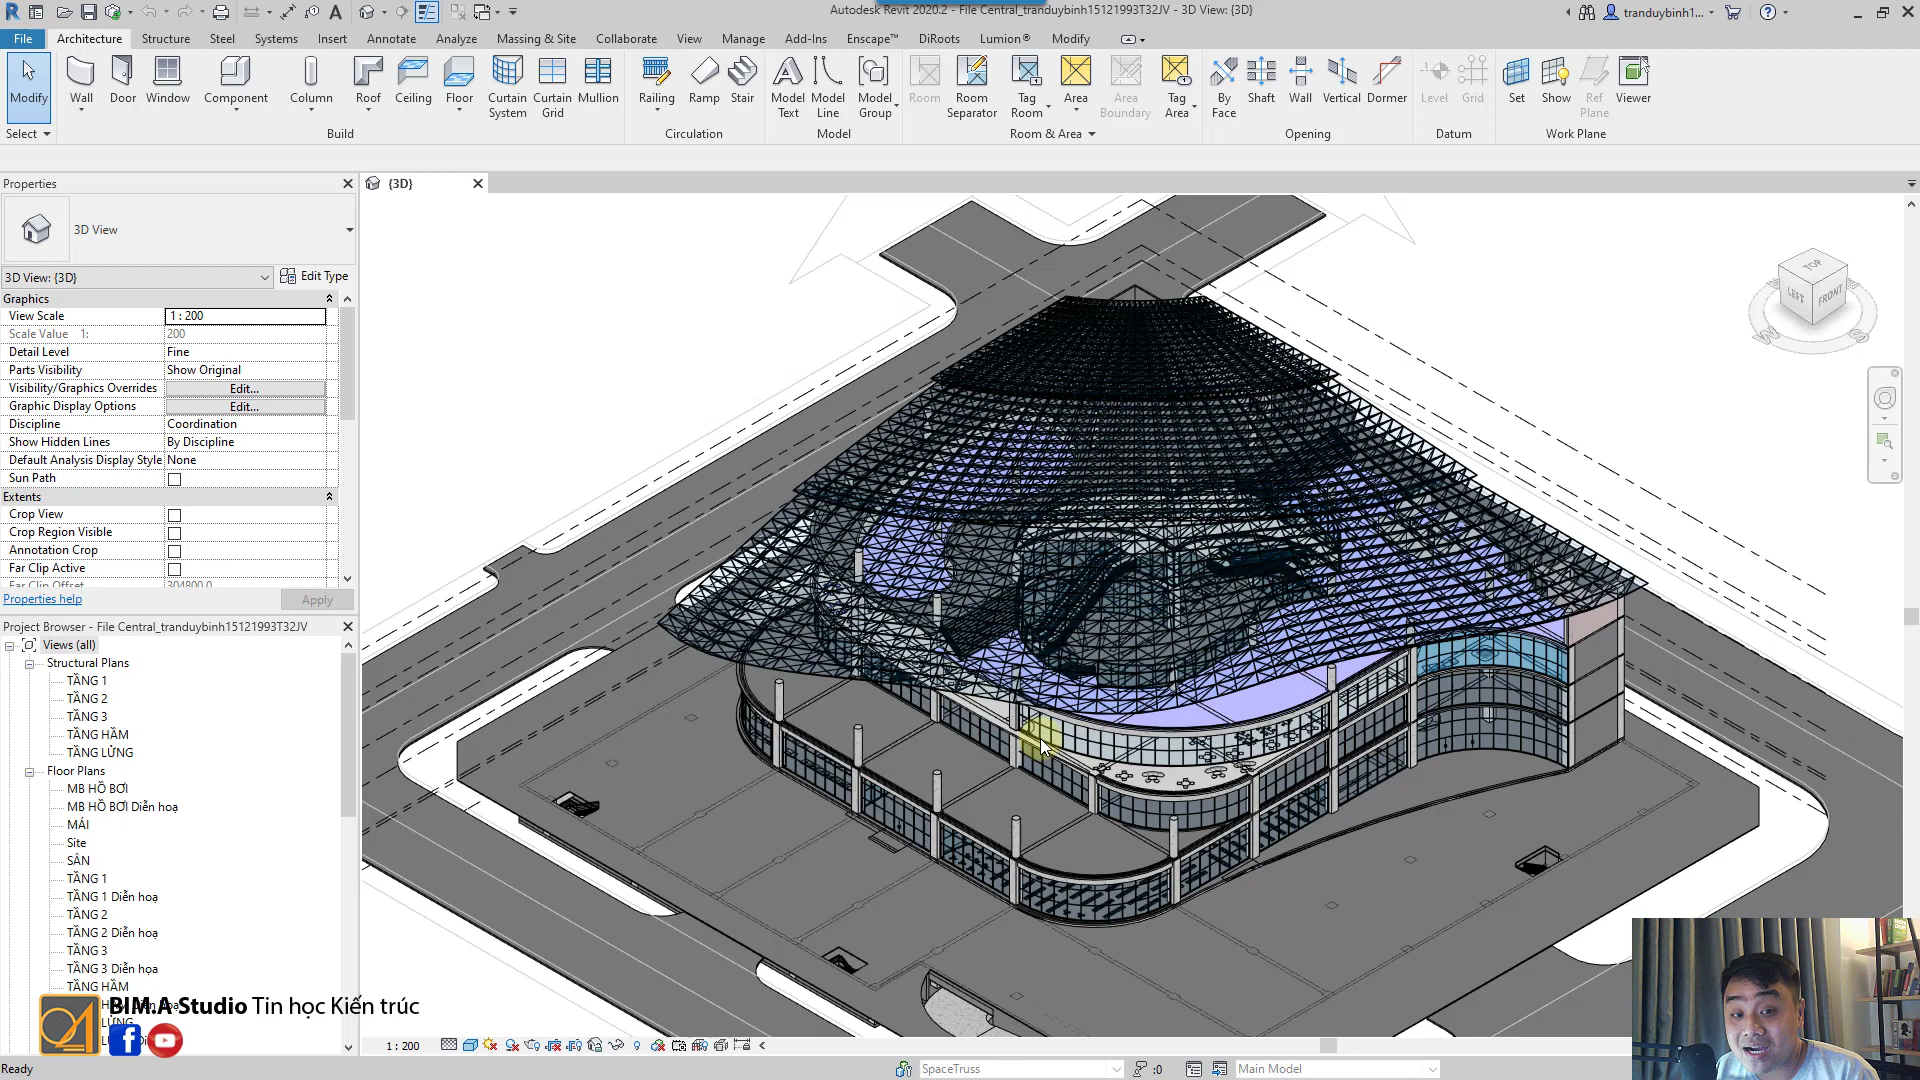 Autodesk Revit 2020.2 - File Central_tranduybinh15121993T32JV - 3D View: {3D}
tranduybinh1...
File Architecture Structure Steel Systems Insert Annotate Analyze Massing & Site Collaborate View Manage Add-Ins Enscape™ DiRoots Lumion® Modify
Modify Wall Door Window Component Column Roof Ceiling Floor Curtain System Curtain Grid Mullion Railing Ramp Stair Model Text Model Line Model Group Room Room Separator Tag Room Area Area Boundary Tag Area By Face Shaft Wall Vertical Dormer Level Grid Set Show Ref Plane Viewer
Select Build Circulation Model Room & Area Opening Datum Work Plane
Properties
{3D}
3D View
3D View: {3D}
Edit Type
Graphics
View Scale 1 : 200
Scale Value 1: 200
Detail Level Fine
Parts Visibility Show Original
Visibility/Graphics Overrides Edit...
Graphic Display Options Edit...
Discipline Coordination
Show Hidden Lines By Discipline
Default Analysis Display Style None
Sun Path
Extents
Crop View
Crop Region Visible
Annotation Crop
Far Clip Active
Far Clip Offset 304800.0
Properties help Apply
Project Browser - File Central_tranduybinh15121993T32JV
Views (all)
Structural Plans
TẦNG 1
TẦNG 2
TẦNG 3
TẦNG HẦM
TẦNG LỬNG
Floor Plans
MB HỒ BƠI
MB HỒ BƠI Diễn hoạ
MÁI
Site
SÂN
TẦNG 1
TẦNG 1 Diễn hoạ
TẦNG 2
TẦNG 2 Diễn hoạ
TẦNG 3
TẦNG 3 Diễn họa
TẦNG HẦM
BIM.A Studio Tin học Kiến trúc
TOP
LEFT
FRONT
W
S
1 : 200
Ready
SpaceTruss
:0
Main Model